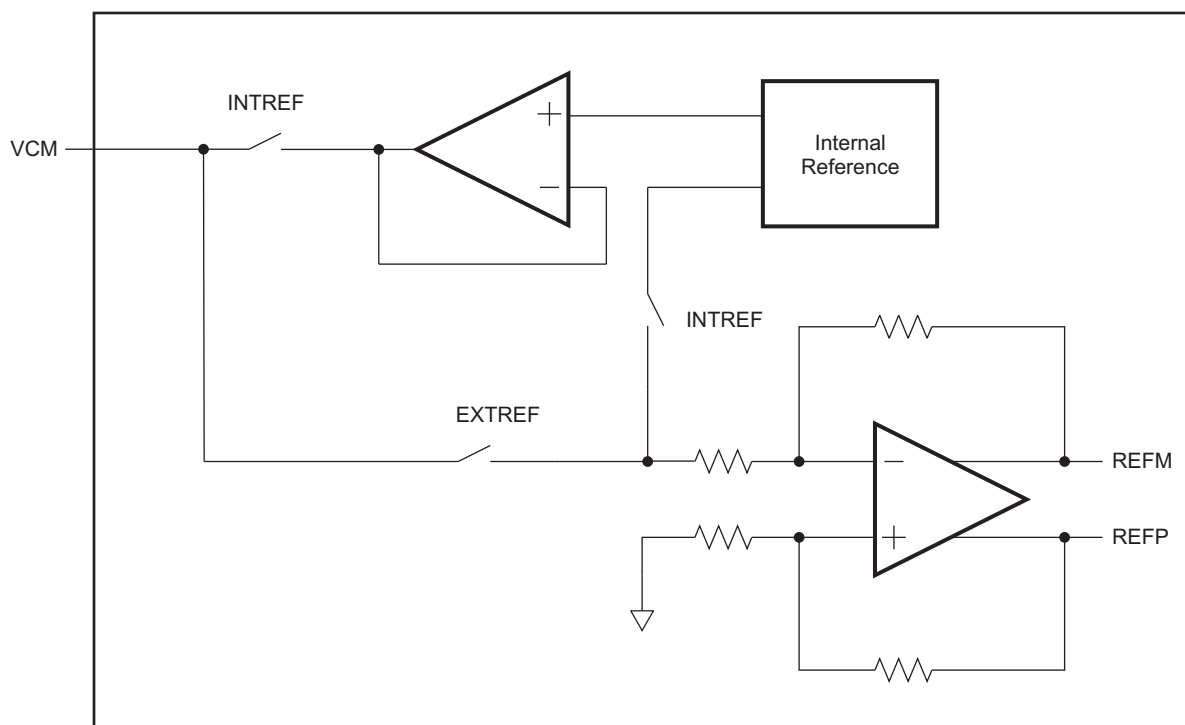 INTREF
VCM
+
−
Internal
Reference
INTREF
EXTREF
−
REFM
+
REFP